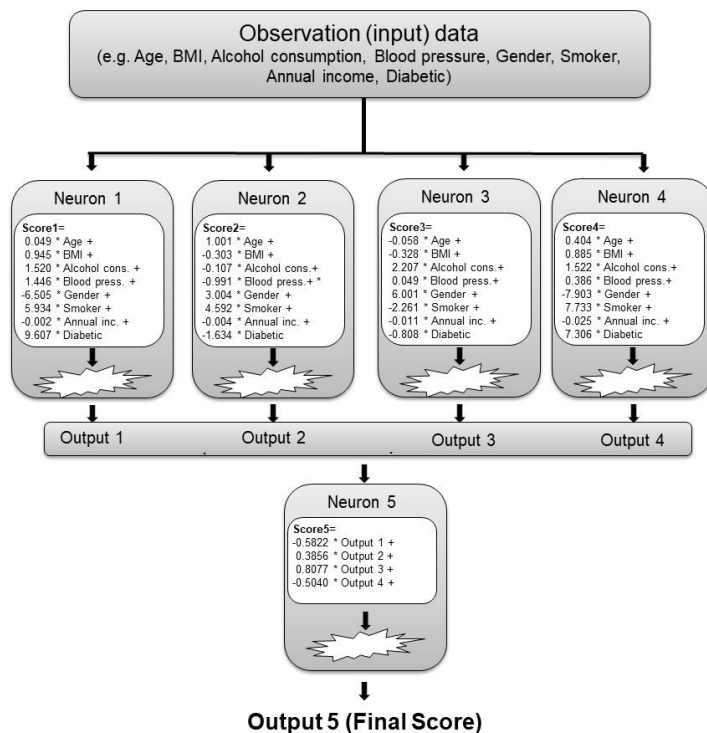 Observation (input) data
(e.g. Age, BMI, Alcohol consumption, Blood pressure, Gender, Smoker,
Annual income, Diabetic)
Neuron 1
Score1=
0.049 * Age +
0.945 * BMI +
1.520 * Alcohol cons. +
1.446 * Blood press. +
-6.505 * Gender +
5.934 * Smoker +
-0.002 * Annual inc. +
9.607 * Diabetic
Neuron 2
Score2=
1.001 * Age +
-0.303 * BMI +
-0.107 * Alcohol cons.+
-0.991 * Blood press.+ *
3.004 * Gender +
4.592 * Smoker +
-0.004 * Annual inc. +
-1.634 * Diabetic
Neuron 3
Score3=
-0.058 * Age +
-0.328 * BMI +
2.207 * Alcohol cons.+
0.049 * Blood press.+
6.001 * Gender +
-2.261 * Smoker +
-0.011 * Annual inc. +
-0.808 * Diabetic
Neuron 4
Score4=
0.404 * Age +
0.885 * BMI +
1.522 * Alcohol cons.+
0.386 * Blood press.+
-7.903 * Gender +
7.733 * Smoker +
-0.025 * Annual inc. +
7.306 * Diabetic
Output 1 Output 2 Output 3 Output 4
Neuron 5
Score5=
-0.5822 * Output 1 +
0.3856 * Output 2 +
0.8077 * Output 3 +
-0.5040 * Output 4 +
Output 5 (Final Score)